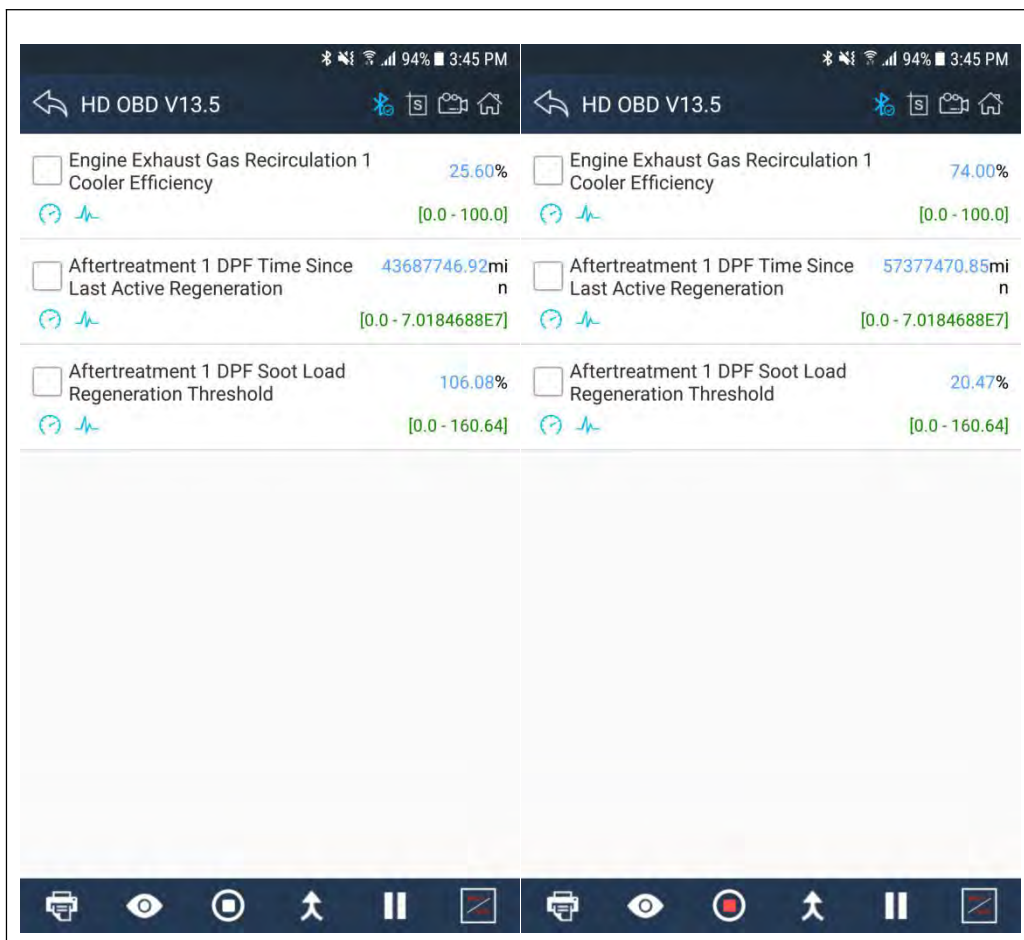 94% 3:45 PM
HD OBD V13.5
S
Engine Exhaust Gas Recirculation 1
Cooler Efficiency
25.60%
[0.0 - 100.0]
Aftertreatment 1 DPF Time Since
Last Active Regeneration
43687746.92mi
n
[0.0 - 7.0184688E7]
Aftertreatment 1 DPF Soot Load
Regeneration Threshold
106.08%
[0.0 - 160.64]
94% 3:45 PM
HD OBD V13.5
S
Engine Exhaust Gas Recirculation 1
Cooler Efficiency
74.00%
[0.0 - 100.0]
Aftertreatment 1 DPF Time Since
Last Active Regeneration
57377470.85mi
n
[0.0 - 7.0184688E7]
Aftertreatment 1 DPF Soot Load
Regeneration Threshold
20.47%
[0.0 - 160.64]